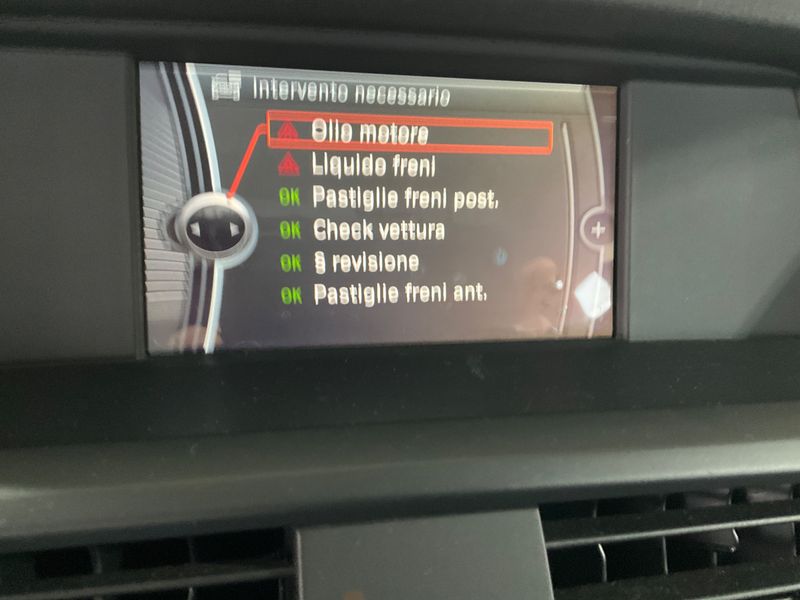 Intervento necessario
Olio motore
Liquido freni
OK Pastiglie freni post.
OK Check vettura
OK § revisione
OK Pastiglie freni ant.